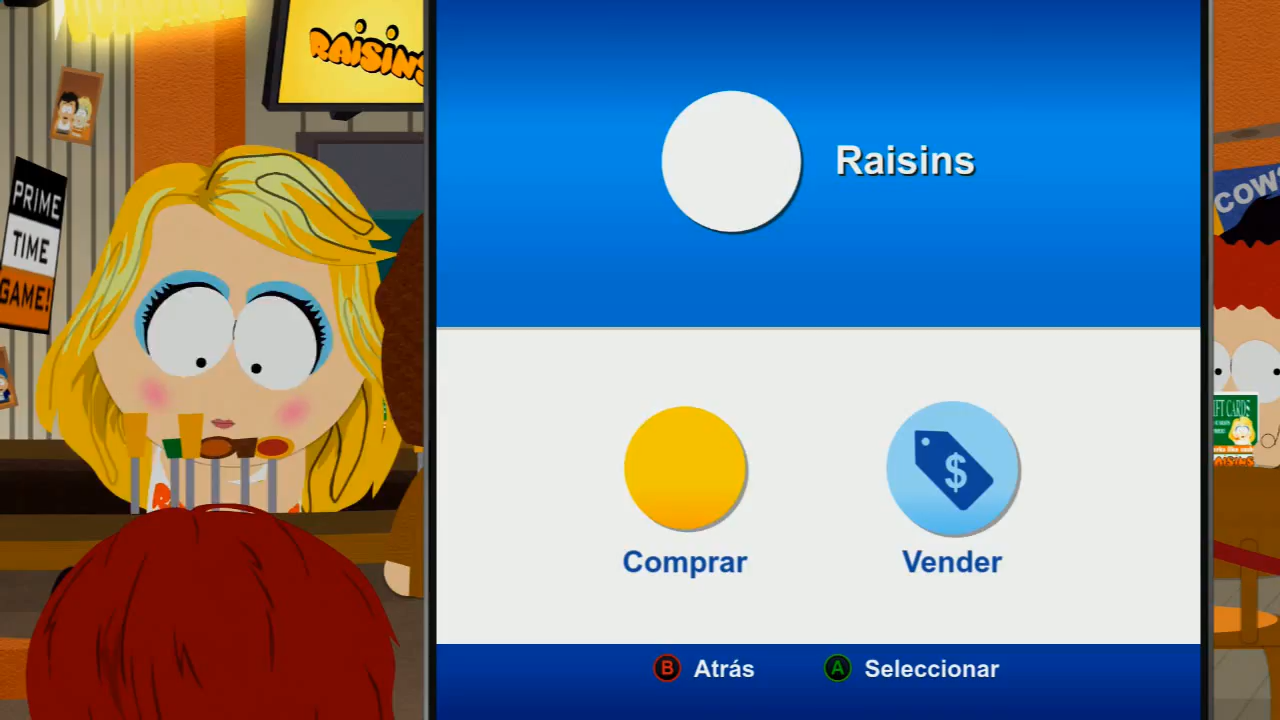 RAISINS
PRIME
TIME
GAME!
Raisins
COWS
Comprar
Vender
$
B Atrás
A Seleccionar